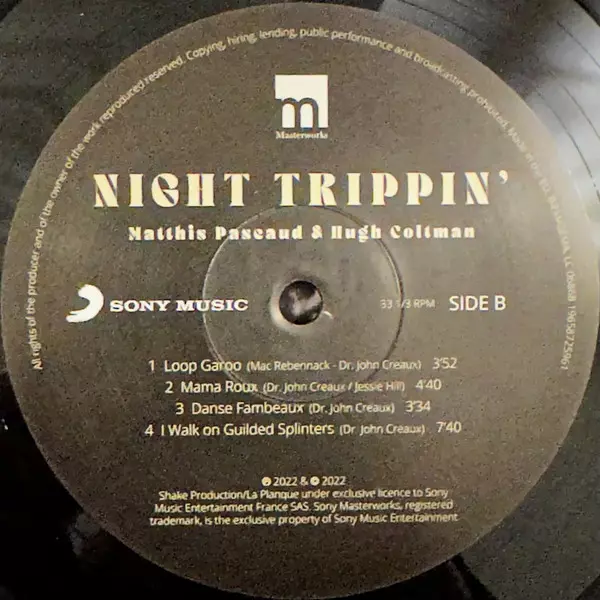 All rights of the producer and of the owner of the work reproduced reserved. Copying, hiring, lending, public performance and broadcasting prohibited. Made in
m
Masterworks
NIGHT TRIPPIN'
Matthis Pascaud & Hugh Coltman
SONY MUSIC
33 1/3 RPM SIDE B
19658725961
1 Loop Garoo (Mac Rebennack - Dr. John Creaux) 3'52
2 Mama Roux (Dr. John Creaux / Jessie Hill) 4'40
3 Danse Fambeaux (Dr. John Creaux) 3'34
4 I Walk on Guilded Splinters (Dr. John Creaux) 7'40
℗ 2022 & © 2022
Shake Production/La Planque under exclusive licence to Sony
Music Entertainment France SAS. Sony Masterworks, registered
trademark, is the exclusive property of Sony Music Entertainment